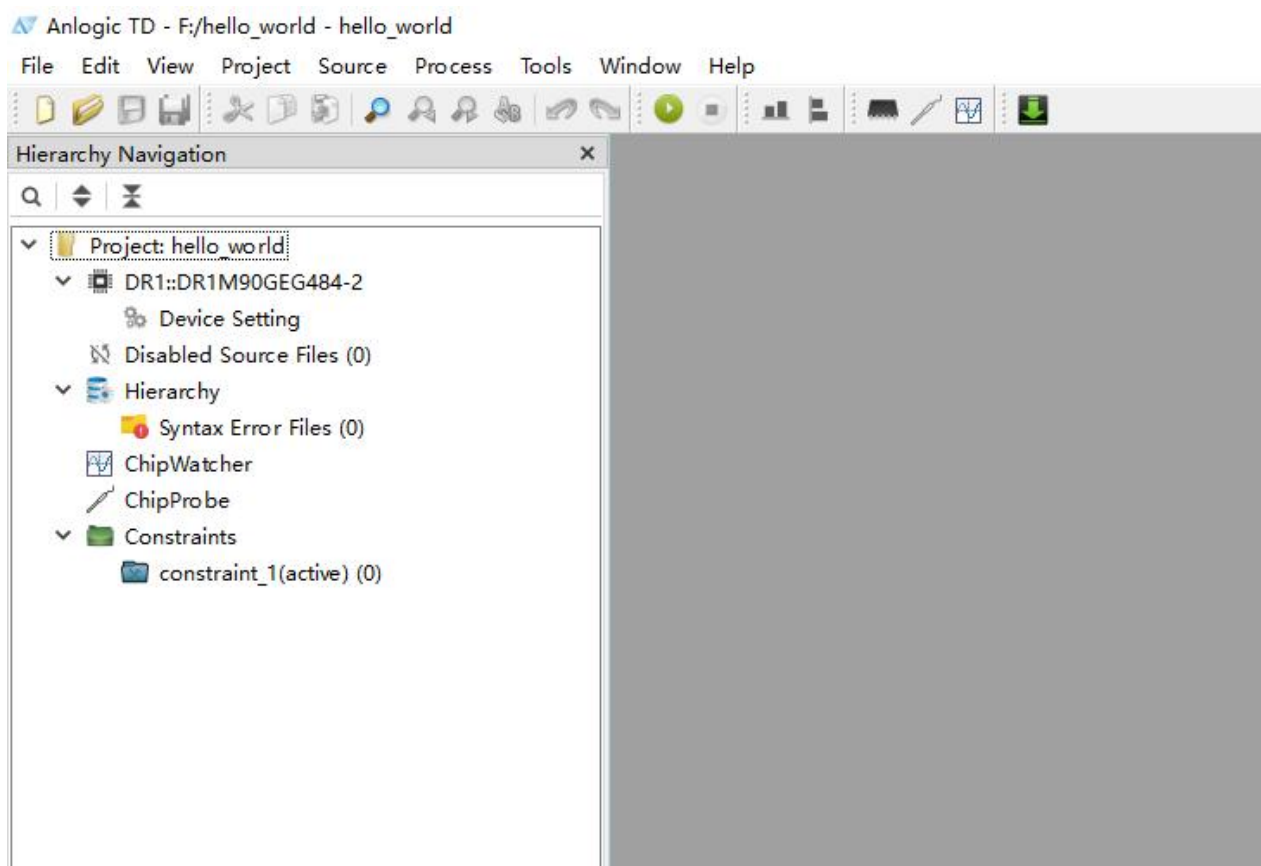 Anlogic TD - F:/hello_world - hello_world
File Edit View Project Source Process Tools Window Help
Hierarchy Navigation
Project: hello_world
DR1::DR1M90GEG484-2
Device Setting
Disabled Source Files (0)
Hierarchy
Syntax Error Files (0)
ChipWatcher
ChipProbe
Constraints
constraint_1(active) (0)